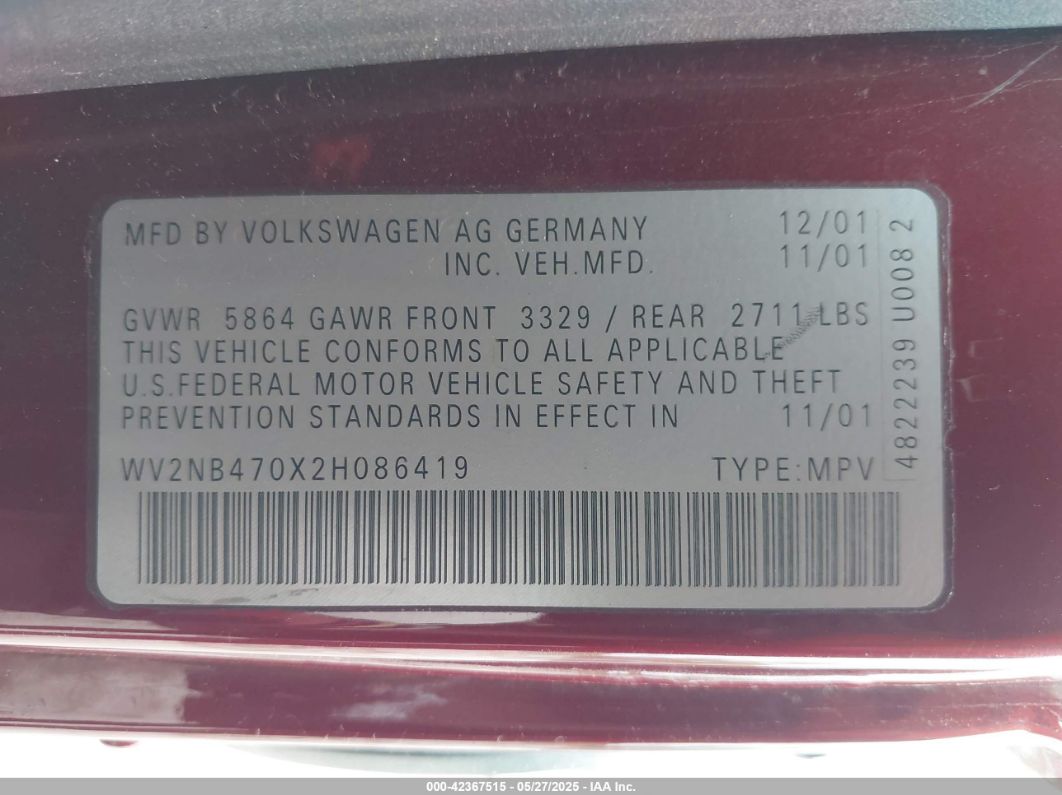 MFD BY VOLKSWAGEN AG GERMANY 12/01
INC. VEH.MFD. 11/01
GVWR 5864 GAWR FRONT 3329 / REAR 2711 LBS
THIS VEHICLE CONFORMS TO ALL APPLICABLE
U.S.FEDERAL MOTOR VEHICLE SAFETY AND THEFT
PREVENTION STANDARDS IN EFFECT IN 11/01
WV2NB470X2H086419 TYPE:MPV
4822239 U008 2
000-42367515 - 05/27/2025 - IAA Inc.